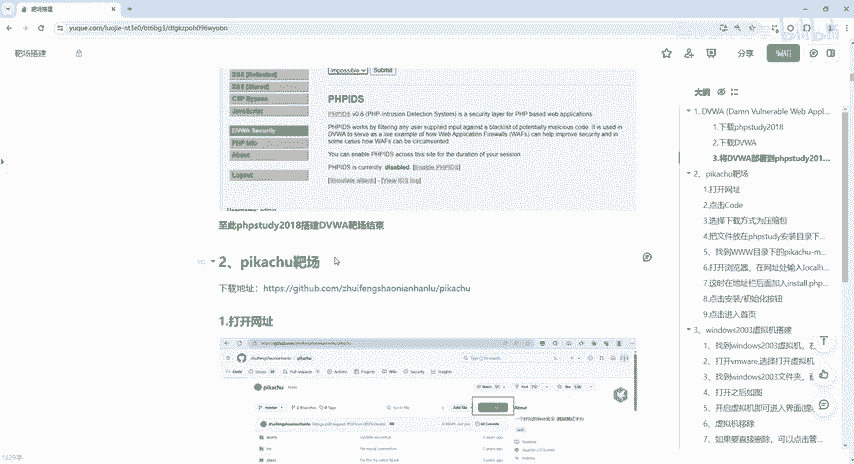 靶场搭建
yuque.com/luojie-nt3e0/bt6bg3/dttgkzpoh096wyobn
靶场搭建
分享
编辑
XSS (Reflected)
XSS (Stored)
CSP Bypass
JavaScript
DVWA Security
PHP Info
About
Logout
Impossible
Submit
PHPIDS
PHPIDS v0.6 (PHP-Intrusion Detection System) is a security layer for PHP based web applications.
PHPIDS works by filtering any user supplied input against a blacklist of potentially malicious code. It is used in
DVWA to serve as a live example of how Web Application Firewalls (WAFs) can help improve security and in
some cases how WAFs can be circumvented.
You can enable PHPIDS across this site for the duration of your session.
PHPIDS is currently: disabled. [Enable PHPIDS]
[Simulate attack] - [View IDS log]
至此phpstudy2018搭建DVWA靶场结束
2、pikachu靶场
下载地址：https://github.com/zhuifengshaonianhanlu/pikachu
1.打开网址
zhuifengshaonianhanlu / pikachu
pikachu
About
大纲
1. DVWA (Damn Vulnerable Web Appl...
1.下载phpstudy2018
2.下载DVWA
3.将DVWA部署到phpstudy201...
2、pikachu靶场
1.打开网址
2.点击Code
3.选择下载方式为压缩包
4.把文件放在phpstudy安装目录下...
5、找到WWW目录下的pikachu-m...
6.打开浏览器，在网址处输入localh...
7.这时在地址栏后面加入install.php...
8.点击安装/初始化按钮
9.点击进入首页
3、windows2003虚拟机搭建
1、找到windows2003虚拟机，在
2、打开vmware,选择打开虚拟机
3、找到windows2003文件夹，
4、打开之后如图
5、开启虚拟机即可进入界面
6、虚拟机移除
7、如果要直接删除，可以点击管...
1529字